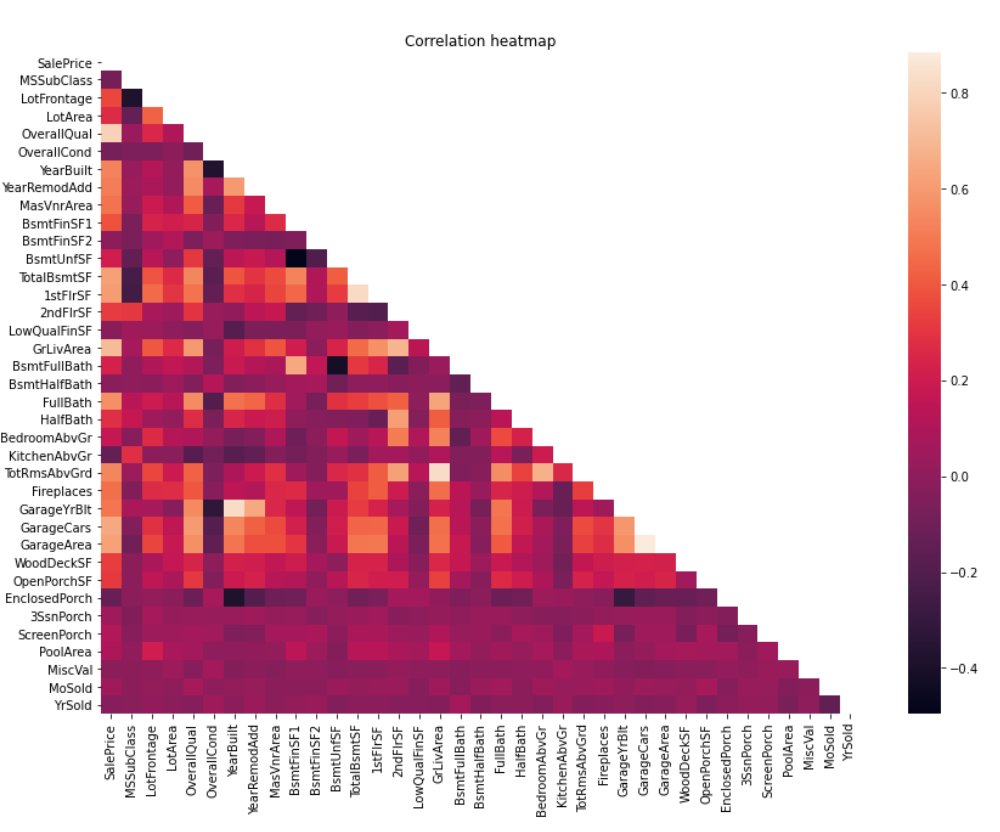 Correlation heatmap
SalePrice
MSSubClass
LotFrontage
LotArea
OverallQual
OverallCond
YearBuilt
YearRemodAdd
MasVnrArea
BsmtFinSF1
BsmtFinSF2
BsmtUnfSF
TotalBsmtSF
1stFlrSF
2ndFlrSF
LowQualFinSF
GrLivArea
BsmtFullBath
BsmtHalfBath
FullBath
HalfBath
BedroomAbvGr
KitchenAbvGr
TotRmsAbvGrd
Fireplaces
GarageYrBlt
GarageCars
GarageArea
WoodDeckSF
OpenPorchSF
EnclosedPorch
3SsnPorch
ScreenPorch
PoolArea
MiscVal
MoSold
YrSold
SalePrice
MSSubClass
LotFrontage
LotArea
OverallQual
OverallCond
YearBuilt
YearRemodAdd
MasVnrArea
BsmtFinSF1
BsmtFinSF2
BsmtUnfSF
TotalBsmtSF
1stFlrSF
2ndFlrSF
LowQualFinSF
GrLivArea
BsmtFullBath
BsmtHalfBath
FullBath
HalfBath
BedroomAbvGr
KitchenAbvGr
TotRmsAbvGrd
Fireplaces
GarageYrBlt
GarageCars
GarageArea
WoodDeckSF
OpenPorchSF
EnclosedPorch
3SsnPorch
ScreenPorch
PoolArea
MiscVal
MoSold
YrSold
0.8
0.6
0.4
0.2
0.0
−0.2
−0.4